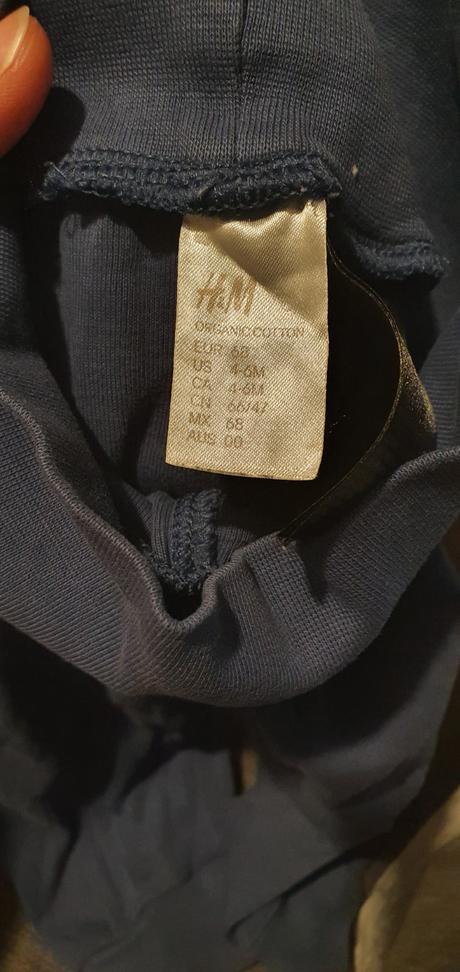 H&M
ORGANIC COTTON
EUR 68
US 4-6M
CA 4-6M
CN 66/47
MX 68
AUS 00